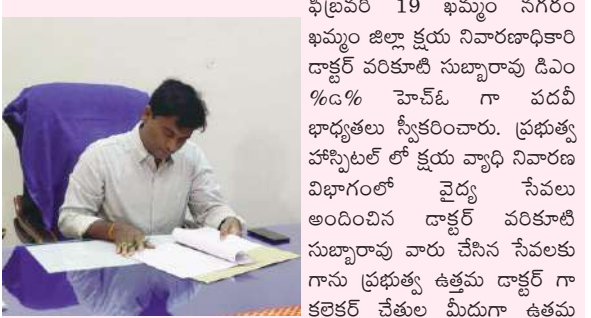 ఫిబ్రవరి 19 ఖమ్మం నగరం
ఖమ్మం జిల్లా క్షయ నివారణాధికారి
డాక్టర్ వరికూటి సుబ్బారావు డిఎం
%డ% హెచ్ఓ గా పదవీ
భాధ్యతలు స్వీకరించారు. ప్రభుత్వ
హాస్పిటల్ లో క్షయ వ్యాధి నివారణ
విభాగంలో వైద్య సేవలు
అందించిన డాక్టర్ వరికూటి
సుబ్బారావు వారు చేసిన సేవలకు
గాను ప్రభుత్వ ఉత్తమ డాక్టర్ గా
కలెక్టర్ చేతుల మీదుగా ఉత్తమ